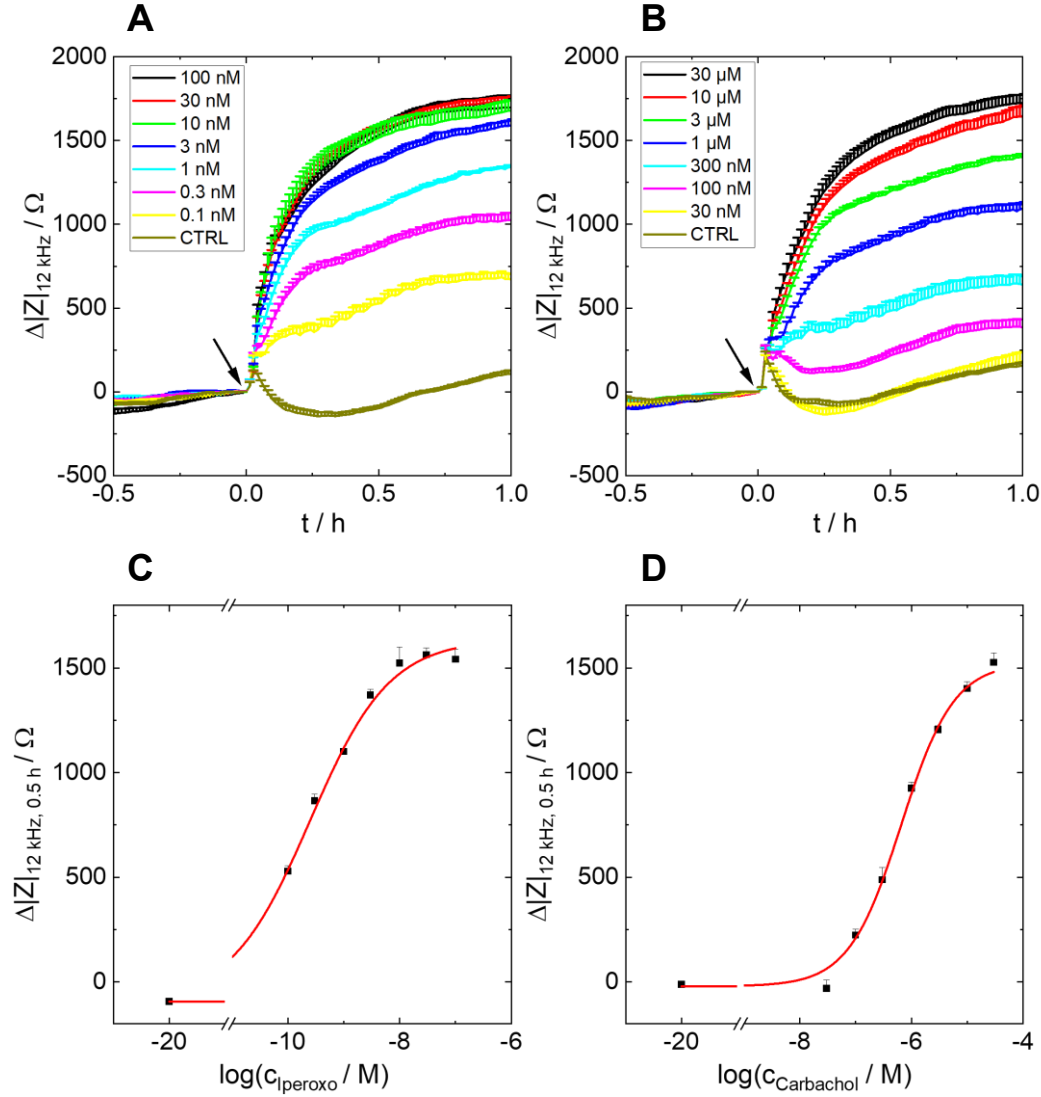 A
2000
1500
1000
500
0
-500
Δ|Z|12 kHz / Ω
100 nM
30 nM
10 nM
3 nM
1 nM
0.3 nM
0.1 nM
CTRL
-0.5 0.0 0.5 1.0
t / h
B
2000
1500
1000
500
0
-500
Δ|Z|12 kHz / Ω
30 µM
10 µM
3 µM
1 µM
300 nM
100 nM
30 nM
CTRL
-0.5 0.0 0.5 1.0
t / h
C
1500
1000
500
0
Δ|Z|12 kHz, 0.5 h / Ω
-20 -10 -8 -6
log(cIperoxo / M)
D
1500
1000
500
0
Δ|Z|12 kHz, 0.5 h / Ω
-20 -8 -6 -4
log(cCarbachol / M)